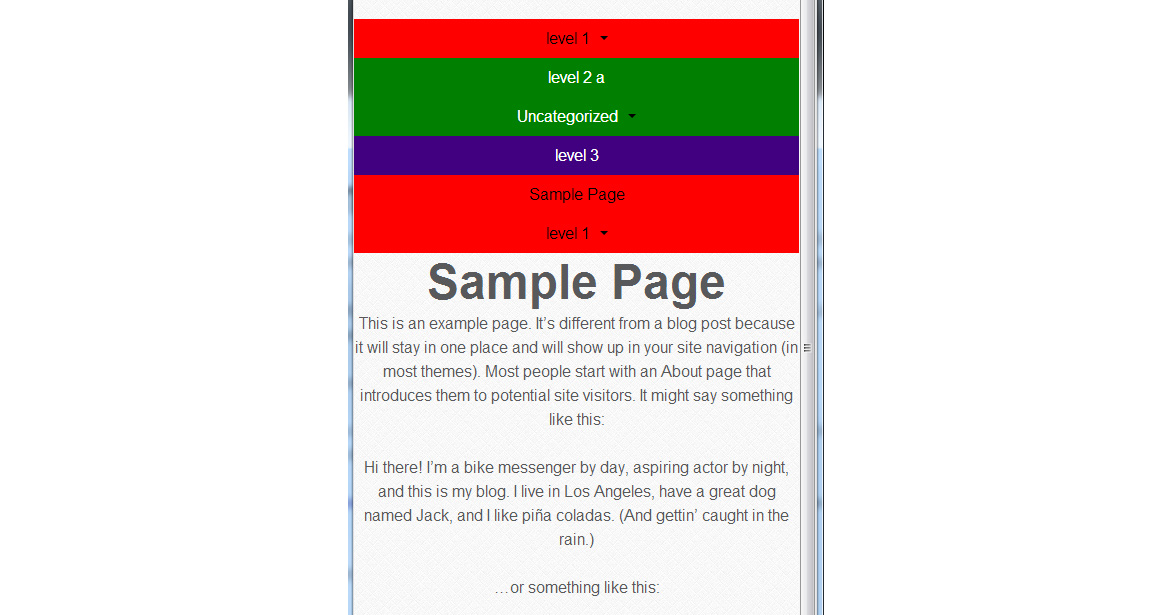 level 1
level 2 a
Uncategorized
level 3
Sample Page
level 1
Sample Page
This is an example page. It’s different from a blog post because
it will stay in one place and will show up in your site navigation (in
most themes). Most people start with an About page that
introduces them to potential site visitors. It might say something
like this:
Hi there! I’m a bike messenger by day, aspiring actor by night,
and this is my blog. I live in Los Angeles, have a great dog
named Jack, and I like piña coladas. (And gettin’ caught in the
rain.)
…or something like this: